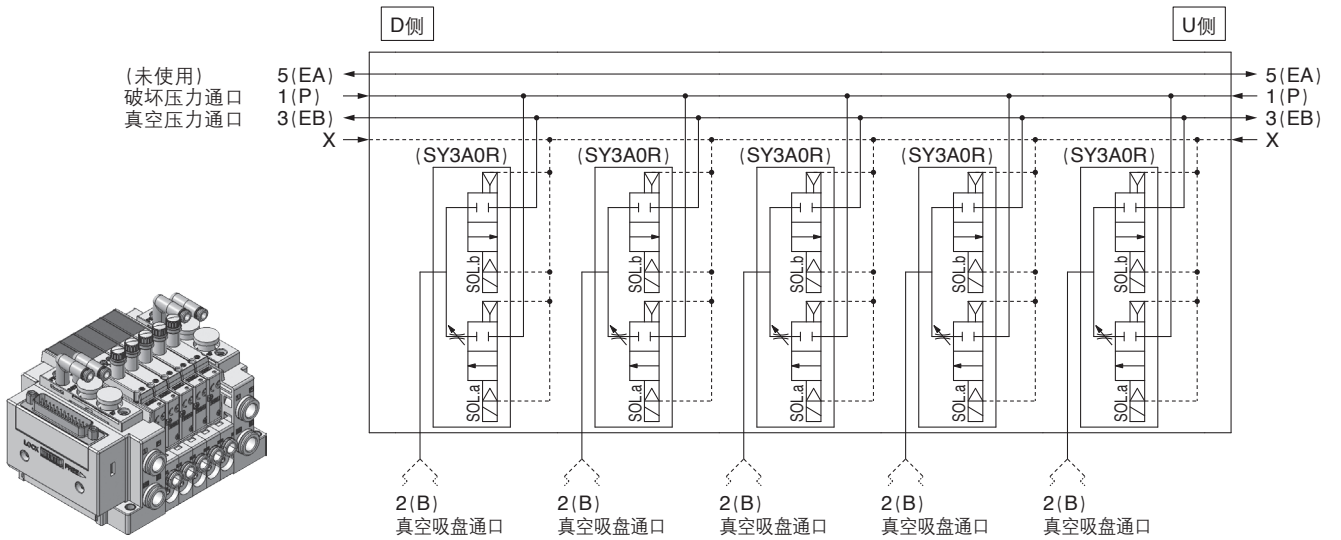 D侧
U侧
(未使用) 5(EA)
破坏压力通口 1(P)
真空压力通口 3(EB)
X
5(EA)
1(P)
3(EB)
X
(SY3A0R) (SY3A0R) (SY3A0R) (SY3A0R) (SY3A0R)
SOL.b SOL.b SOL.b SOL.b SOL.b
SOL.a SOL.a SOL.a SOL.a SOL.a
2(B) 2(B) 2(B) 2(B) 2(B)
真空吸盘通口 真空吸盘通口 真空吸盘通口 真空吸盘通口 真空吸盘通口
LOCK
FREE